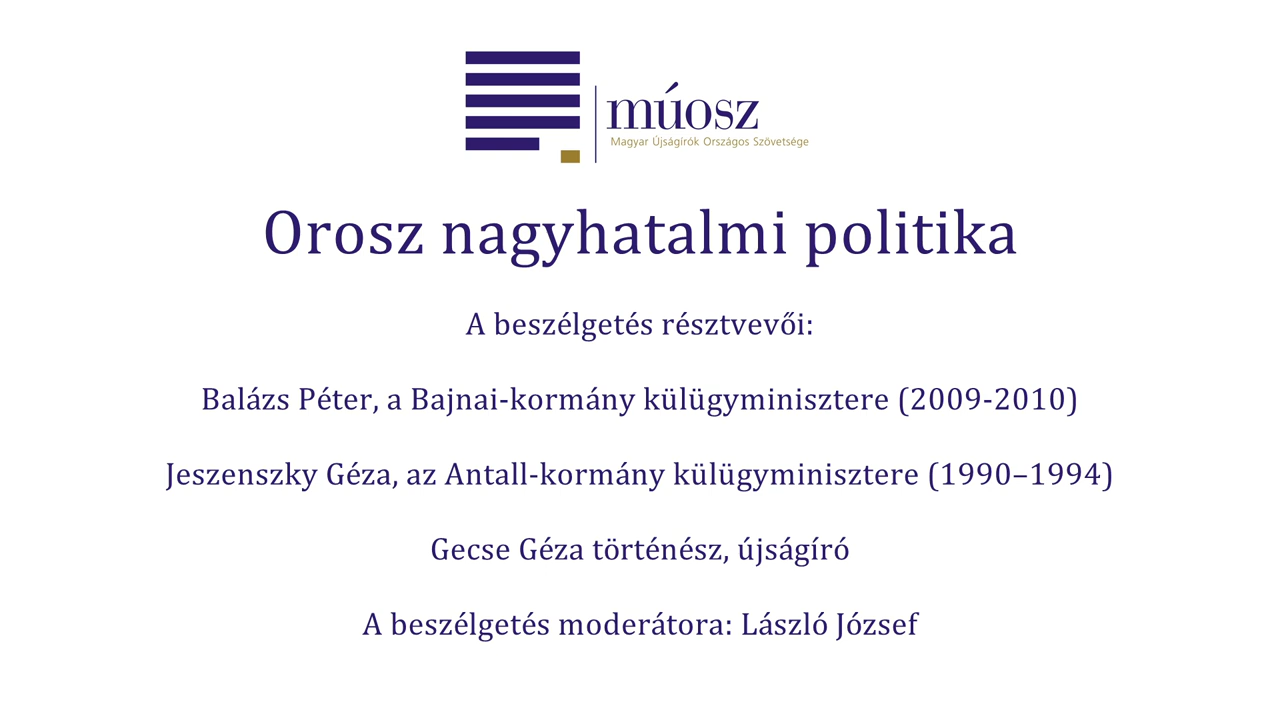 múosz
Magyar Újságírók Országos Szövetsége
Orosz nagyhatalmi politika
A beszélgetés résztvevői:
Balázs Péter, a Bajnai-kormány külügyminisztere (2009-2010)
Jeszenszky Géza, az Antall-kormány külügyminisztere (1990–1994)
Gecse Géza történész, újságíró
A beszélgetés moderátora: László József